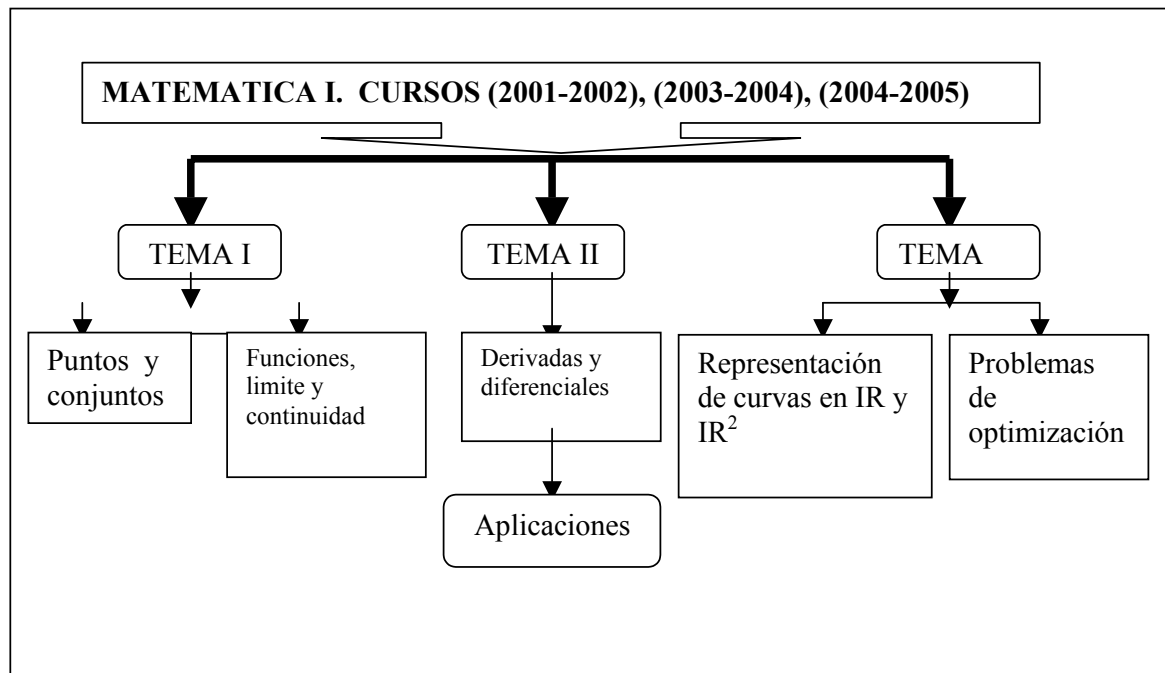 MATEMATICA I. CURSOS (2001-2002), (2003-2004), (2004-2005)
TEMA I
TEMA II
TEMA
Puntos y
conjuntos
Funciones,
limite y
continuidad
Derivadas y
diferenciales
Representación
de curvas en IR y
IR²
Problemas
de
optimización
Aplicaciones